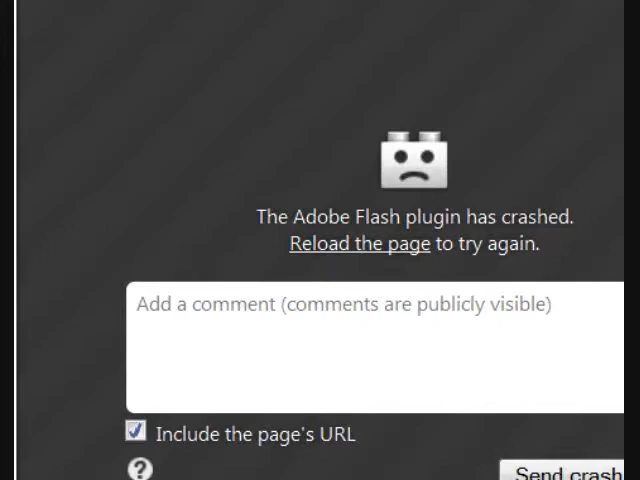 The Adobe Flash plugin has crashed.
Reload the page to try again.
Add a comment (comments are publicly visible)
Include the page's URL
?
Send crash